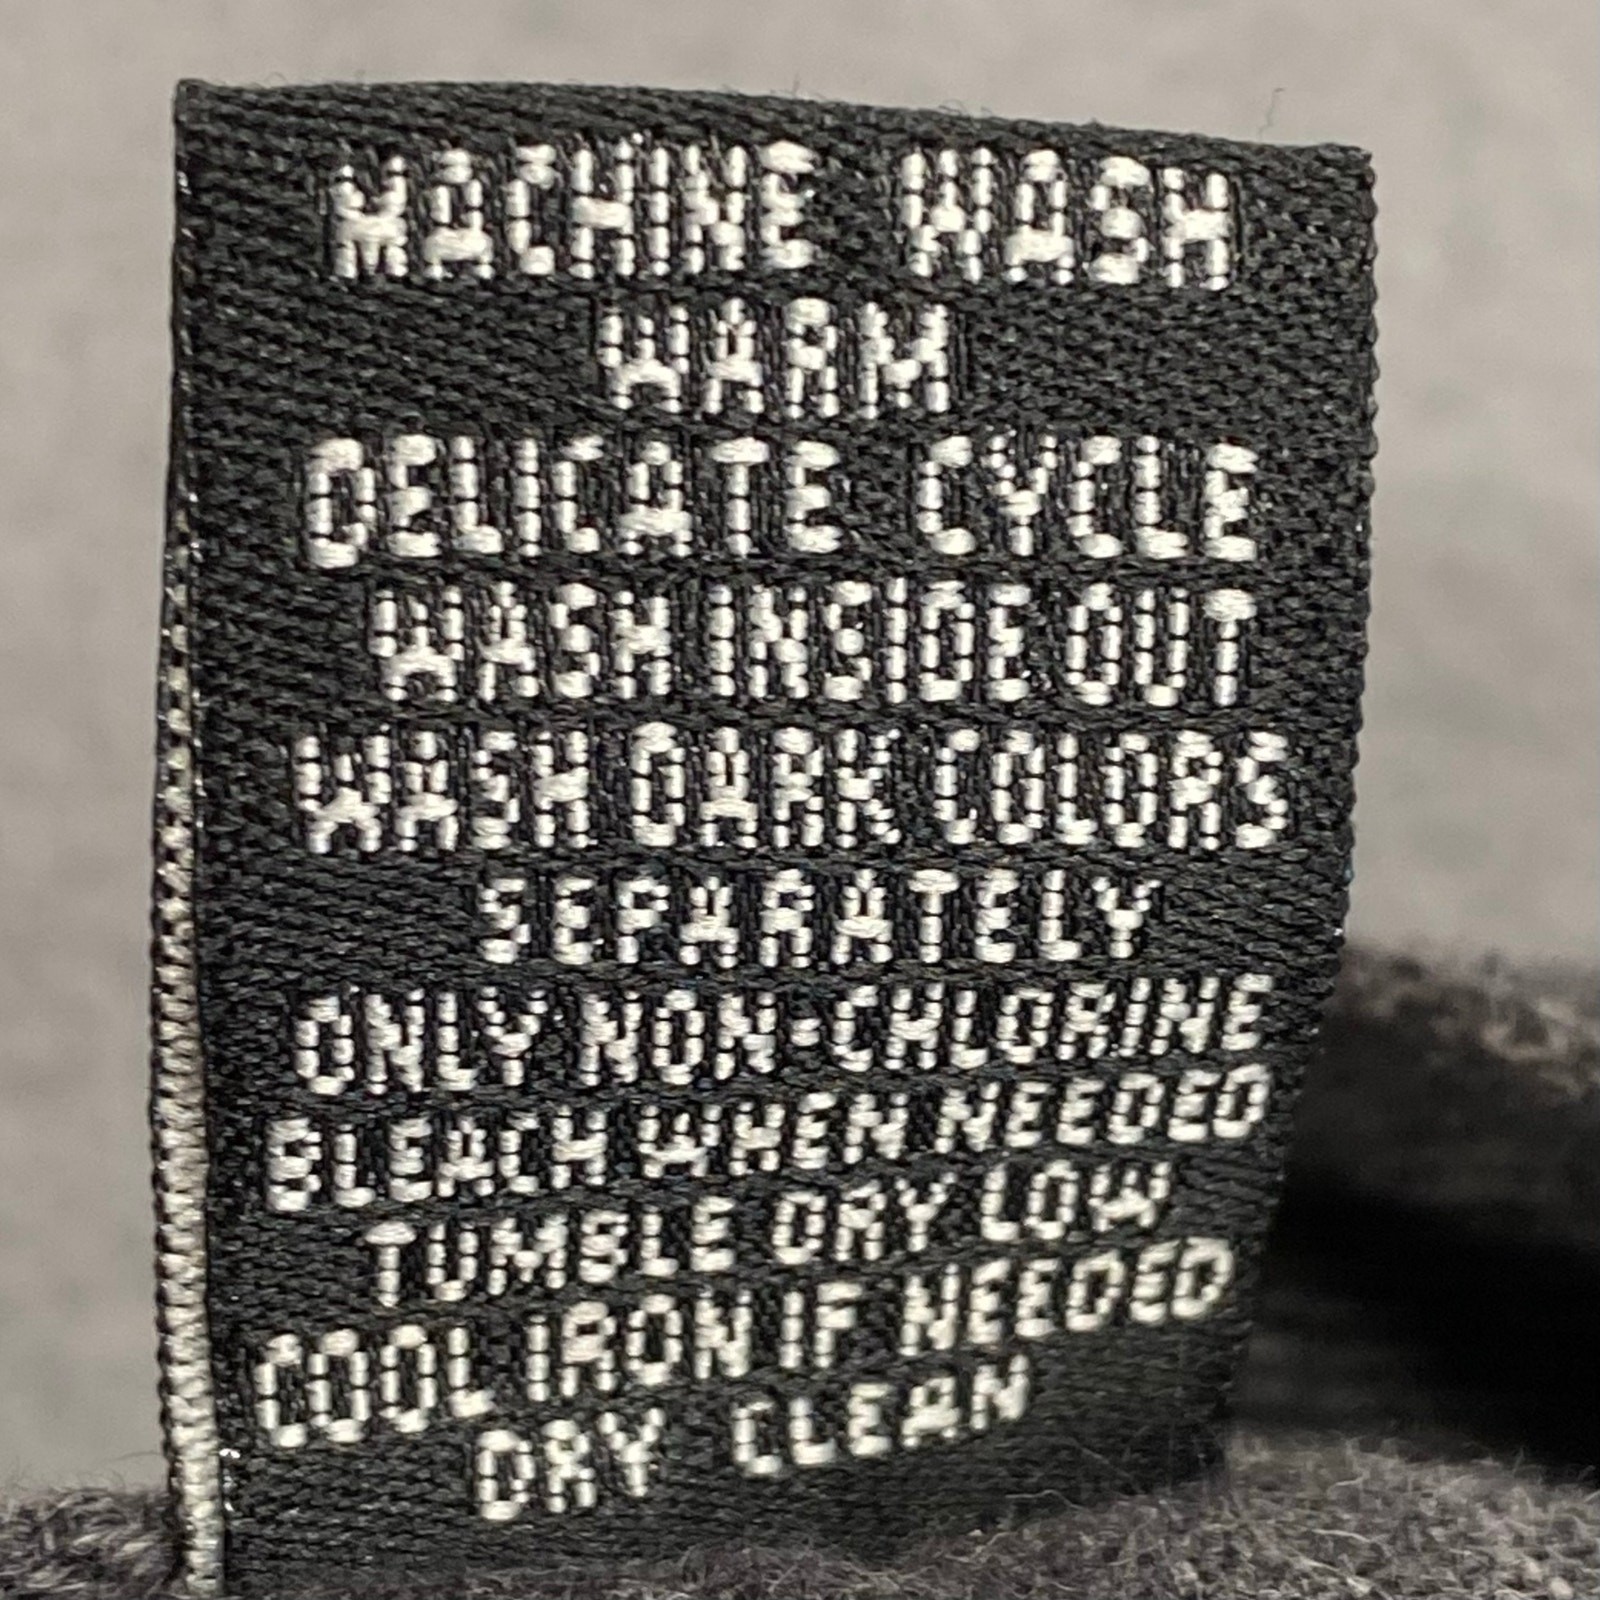 MACHINE WASH
WARM
DELICATE CYCLE
WASH INSIDE OUT
WASH DARK COLORS
SEPARATELY
ONLY NON-CHLORINE
BLEACH WHEN NEEDED
TUMBLE DRY LOW
COOL IRON IF NEEDED
DRY CLEAN